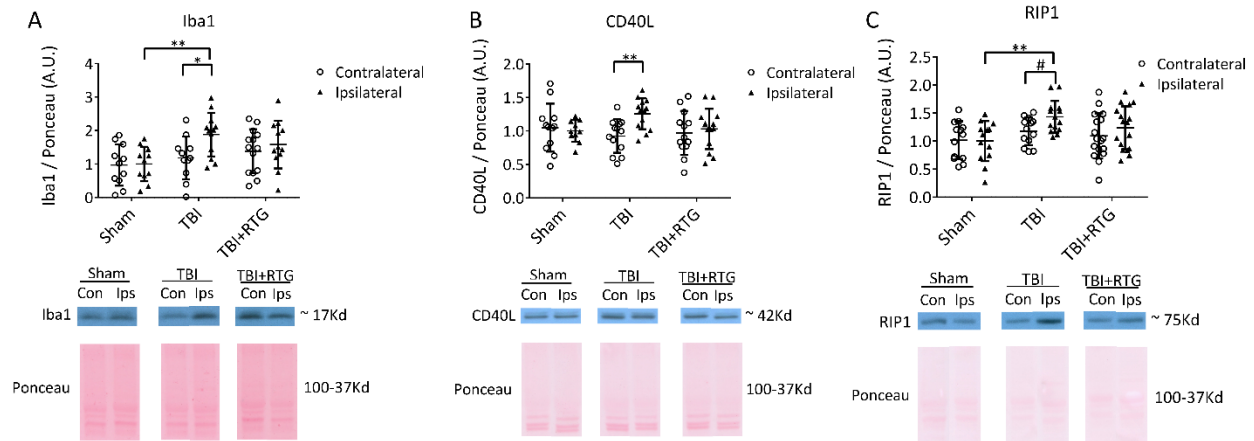 A
Iba1
Iba1 / Ponceau (A.U.)
4
3
2
1
0
**
*
Contralateral
Ipsilateral
Sham
TBI
TBI+RTG
Sham
TBI
TBI+RTG
Con Ips
Con Ips
Con Ips
Iba1
~ 17Kd
Ponceau
100-37Kd
B
CD40L
CD40L / Ponceau (A.U.)
2.0
1.5
1.0
0.5
0.0
**
Contralateral
Ipsilateral
Sham
TBI
TBI+RTG
Sham
TBI
TBI+RTG
Con Ips
Con Ips
Con Ips
CD40L
~ 42Kd
Ponceau
100-37Kd
C
RIP1
RIP1 / Ponceau (A.U.)
2.5
2.0
1.5
1.0
0.5
0.0
**
#
Contralateral
Ipsilateral
Sham
TBI
TBI+RTG
Sham
TBI
TBI+RTG
Con Ips
Con Ips
Con Ips
RIP1
~ 75Kd
Ponceau
100-37Kd